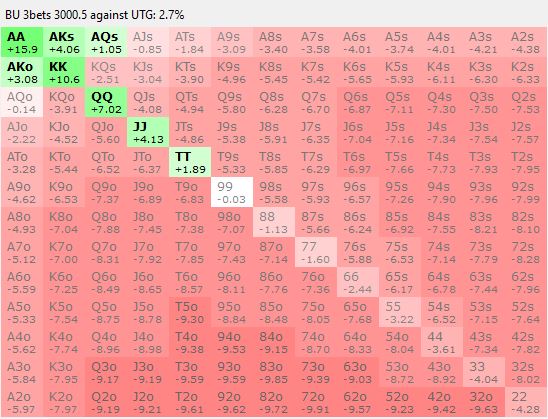 BU 3bets 3000.5 against UTG: 2.7%
AA AKs AQs AJs ATs A9s A8s A7s A6s A5s A4s A3s A2s
+15.9 +4.06 +1.05 -0.85 -1.84 -3.09 -3.40 -3.58 -4.01 -3.74 -4.01 -4.21 -4.38
AKo KK KQs KJs KTs K9s K8s K7s K6s K5s K4s K3s K2s
+3.08 +10.6 -2.51 -3.04 -3.90 -4.96 -5.45 -5.42 -5.65 -5.93 -6.11 -6.30 -6.33
AQo KQo QQ QJs QTs Q9s Q8s Q7s Q6s Q5s Q4s Q3s Q2s
-0.14 -3.91 +7.02 -4.08 -4.94 -5.80 -6.28 -6.70 -6.87 -7.11 -7.30 -7.50 -7.53
AJo KJo QJo JJ JTs J9s J8s J7s J6s J5s J4s J3s J2s
-2.22 -4.52 -5.60 +4.13 -4.86 -5.38 -5.91 -6.35 -7.04 -7.16 -7.34 -7.54 -7.57
ATo KTo QTo JTo TT T9s T8s T7s T6s T5s T4s T3s T2s
-3.28 -5.44 -6.52 -6.37 +1.89 -5.33 -5.85 -6.29 -6.97 -7.66 -7.73 -7.93 -7.95
A9o K9o Q9o J9o T9o 99 98s 97s 96s 95s 94s 93s 92s
-4.62 -6.53 -7.37 -6.89 -6.83 -0.03 -5.58 -5.93 -6.57 -7.26 -7.90 -7.96 -7.99
A8o K8o Q8o J8o T8o 98o 88 87s 86s 85s 84s 83s 82s
-4.93 -7.04 -7.88 -7.45 -7.38 -7.07 -1.13 -5.66 -6.24 -6.92 -7.55 -8.21 -8.10
A7o K7o Q7o J7o T7o 97o 87o 77 76s 75s 74s 73s 72s
-5.12 -7.00 -8.31 -7.92 -7.85 -7.43 -7.14 -1.60 -5.88 -6.53 -7.14 -7.79 -8.28
A6o K6o Q6o J6o T6o 96o 86o 76o 66 65s 64s 63s 62s
-5.59 -7.25 -8.49 -8.65 -8.57 -8.11 -7.76 -7.36 -2.44 -6.17 -6.78 -7.44 -7.96
A5o K5o Q5o J5o T5o 95o 85o 75o 65o 55 54s 53s 52s
-5.33 -7.54 -8.75 -8.78 -9.30 -8.84 -8.48 -8.05 -7.68 -3.22 -6.52 -7.15 -7.64
A4o K4o Q4o J4o T4o 94o 84o 74o 64o 54o 44 43s 42s
-5.62 -7.74 -8.96 -8.98 -9.38 -9.53 -9.15 -8.70 -8.33 -8.04 -3.61 -7.34 -7.82
A3o K3o Q3o J3o T3o 93o 83o 73o 63o 53o 43o 33 32s
-5.84 -7.95 -9.17 -9.19 -9.59 -9.59 -9.85 -9.39 -9.03 -8.72 -8.92 -4.04 -8.02
A2o K2o Q2o J2o T2o 92o 82o 72o 62o 52o 42o 32o 22
-5.97 -7.97 -9.19 -9.21 -9.61 -9.62 -9.72 -9.91 -9.57 -9.23 -9.42 -9.63 -4.28